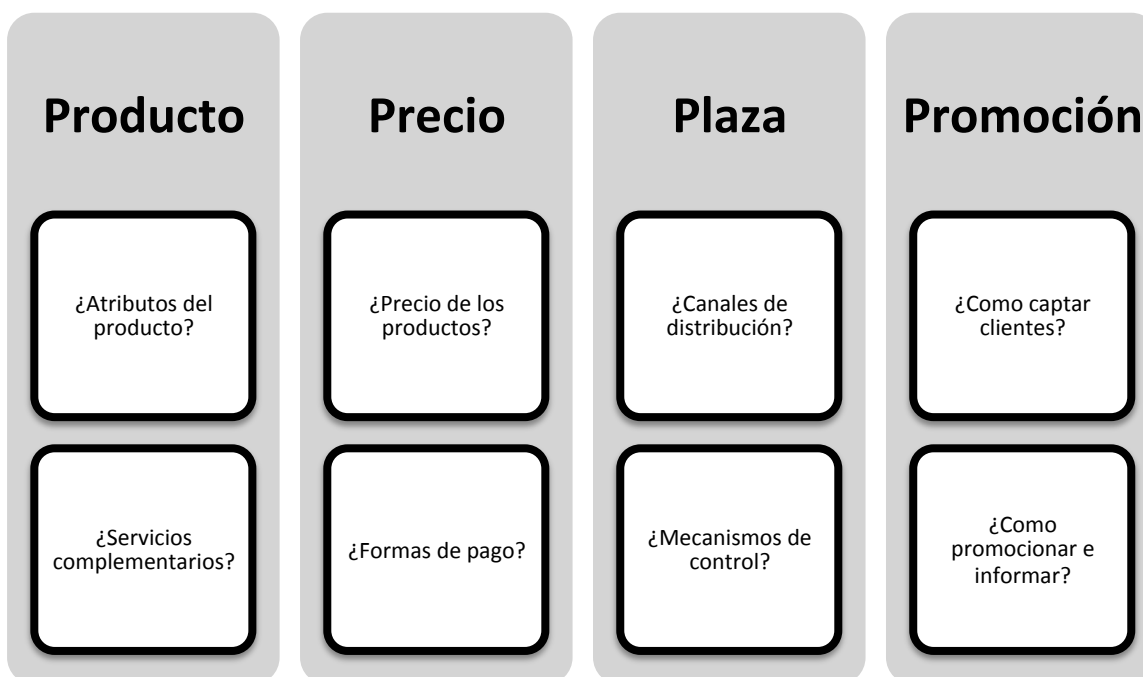 Producto
¿Atributos del
producto?
¿Servicios
complementarios?
Precio
¿Precio de los
productos?
¿Formas de pago?
Plaza
¿Canales de
distribución?
¿Mecanismos de
control?
Promoción
¿Como captar
clientes?
¿Como
promocionar e
informar?